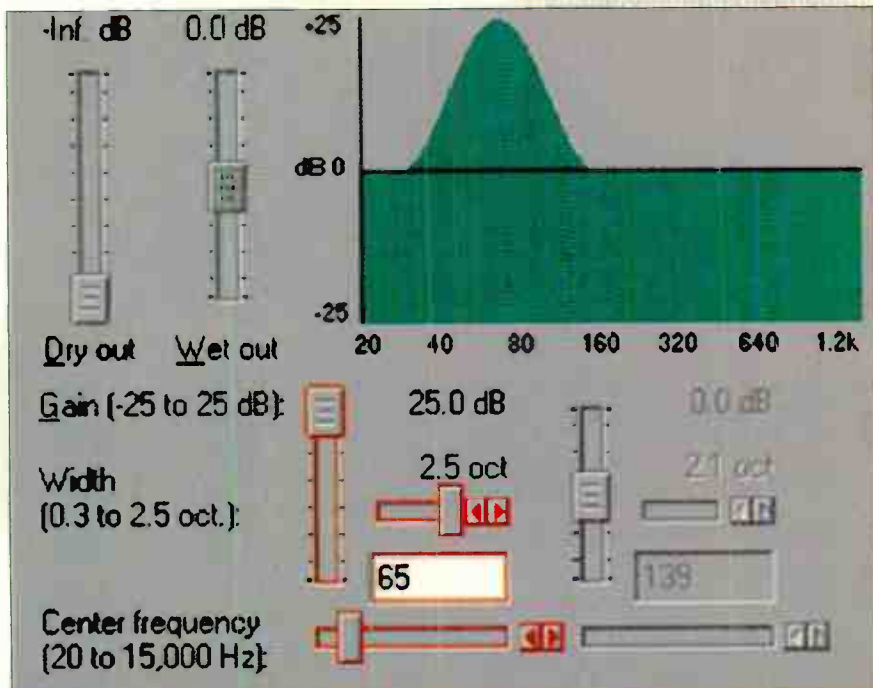 -Inf. dB 0.0 dB +25
dB 0
-25
20 40 80 160 320 640 1.2k
Dry out Wet out
Gain (-25 to 25 dB): 25.0 dB 0.0 dB
Width 2.5 oct 2.1 oct
(0.3 to 2.5 oct.):
65 139
Center frequency
(20 to 15,000 Hz):